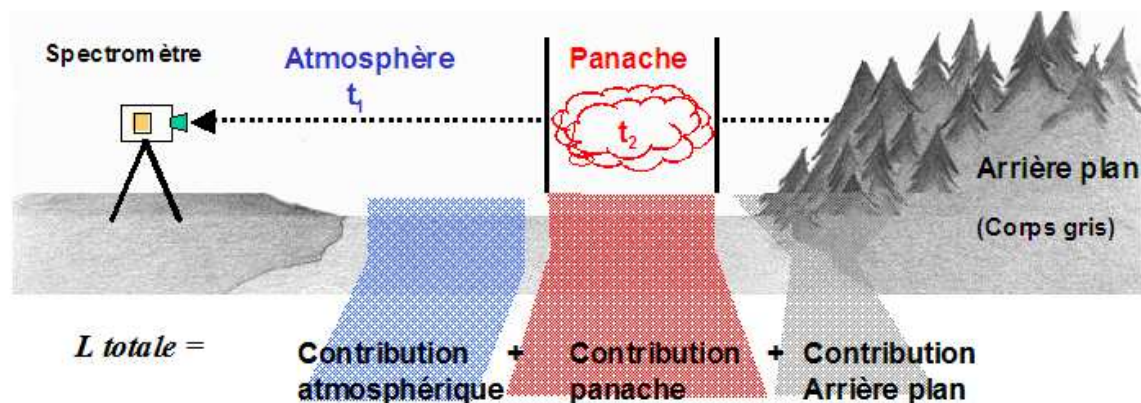 Spectromètre
Atmosphère
t1
Panache
t2
Arrière plan
(Corps gris)
L totale =
Contribution
atmosphérique
+
Contribution
panache
+
Contribution
Arrière plan